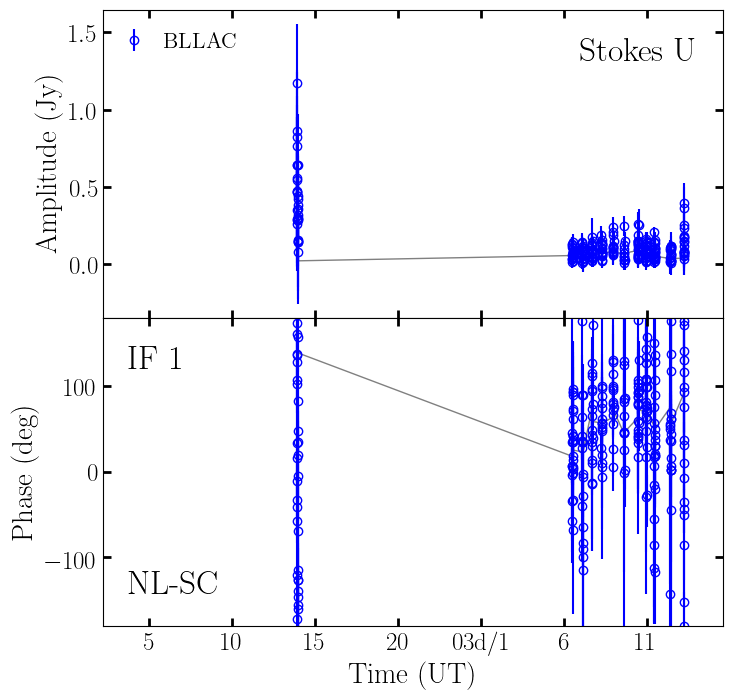 BLLAC
Stokes U
1.5
1.0
0.5
0.0
Amplitude (Jy)
IF 1
100
0
−100
Phase (deg)
NL-SC
5 10 15 20 03d/1 6 11
Time (UT)